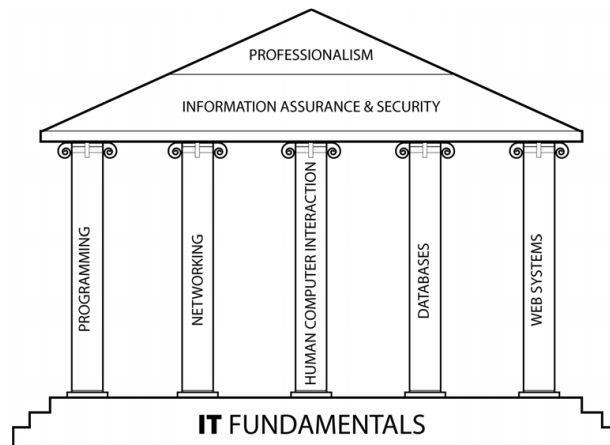 PROFESSIONALISM
INFORMATION ASSURANCE & SECURITY
PROGRAMMING
NETWORKING
HUMAN COMPUTER INTERACTION
DATABASES
WEB SYSTEMS
IT FUNDAMENTALS